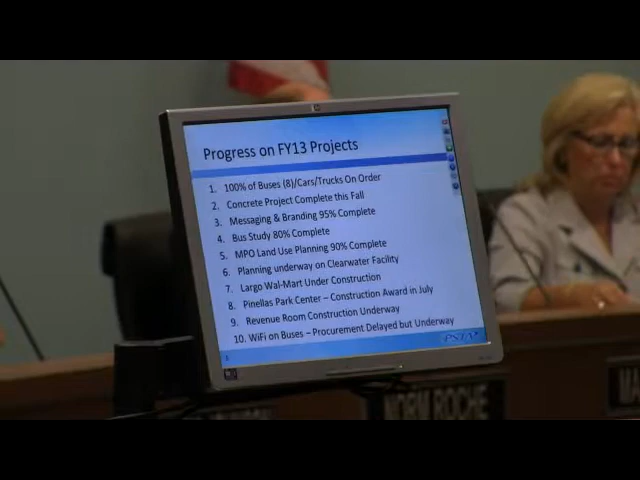 Progress on FY13 Projects
1. 100% of Buses (8)/Cars/Trucks On Order
2. Concrete Project Complete this Fall
3. Messaging & Branding 95% Complete
4. Bus Study 80% Complete
5. MPO Land Use Planning 90% Complete
6. Planning underway on Clearwater Facility
7. Largo Wal-Mart Under Construction
8. Pinellas Park Center – Construction Award in July
9. Revenue Room Construction Underway
10. WiFi on Buses – Procurement Delayed but Underway
PSTA
hp
NORM ROCHE
MA